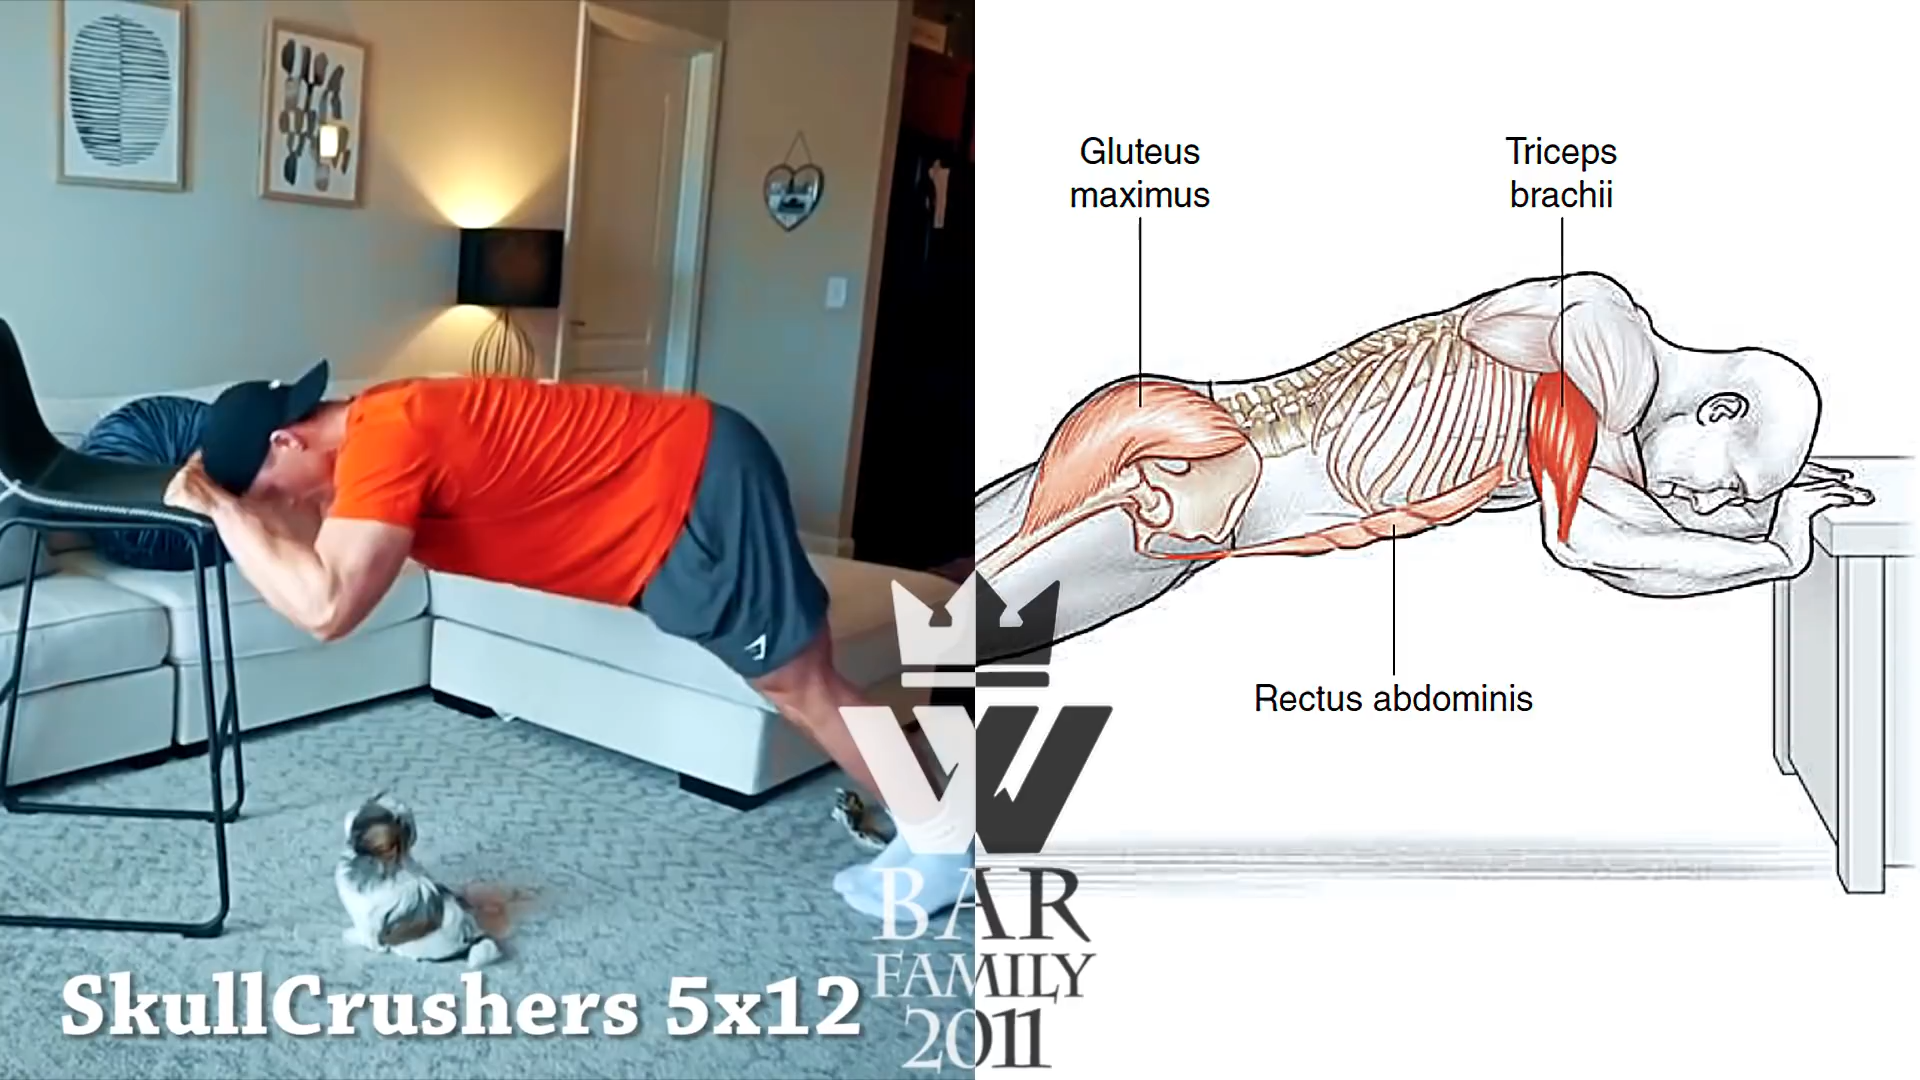 Gluteus
maximus
Triceps
brachii
Rectus abdominis
SkullCrushers 5x12
W
BAR
FAMILY
2011